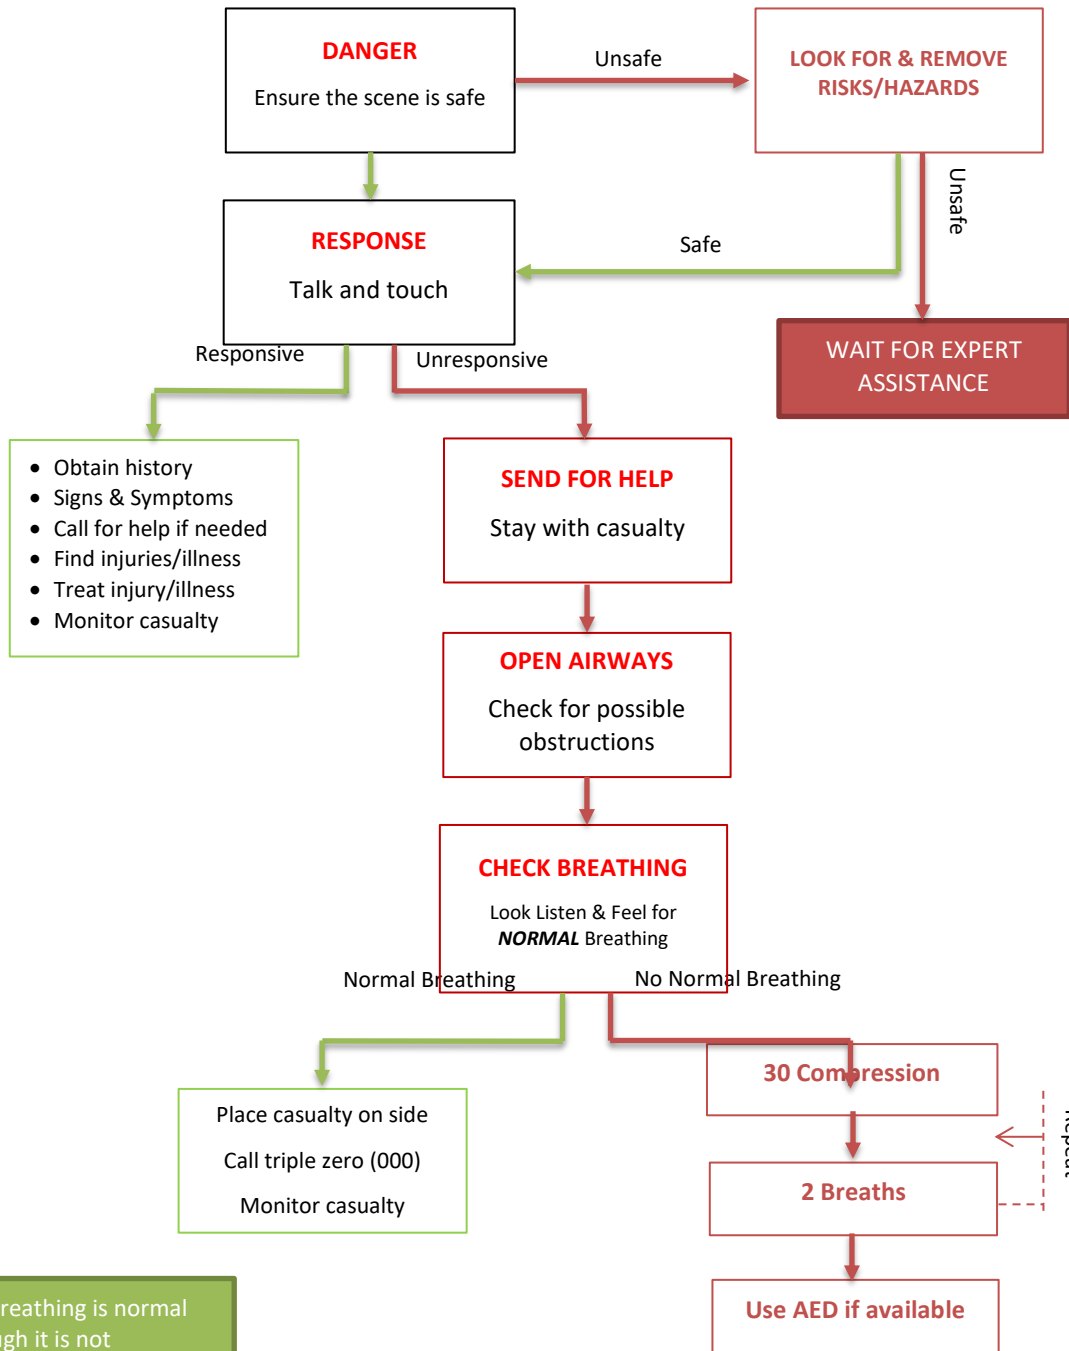 DANGER
Ensure the scene is safe
Unsafe
LOOK FOR & REMOVE
RISKS/HAZARDS
Unsafe
Safe
RESPONSE
Talk and touch
Responsive
Unresponsive
WAIT FOR EXPERT
ASSISTANCE
• Obtain history
• Signs & Symptoms
• Call for help if needed
• Find injuries/illness
• Treat injury/illness
• Monitor casualty
SEND FOR HELP
Stay with casualty
OPEN AIRWAYS
Check for possible
obstructions
CHECK BREATHING
Look Listen & Feel for
NORMAL Breathing
Normal Breathing
No Normal Breathing
Place casualty on side
Call triple zero (000)
Monitor casualty
30 Compression
Repeat
2 Breaths
Use AED if available
reathing is normal
gh it is not